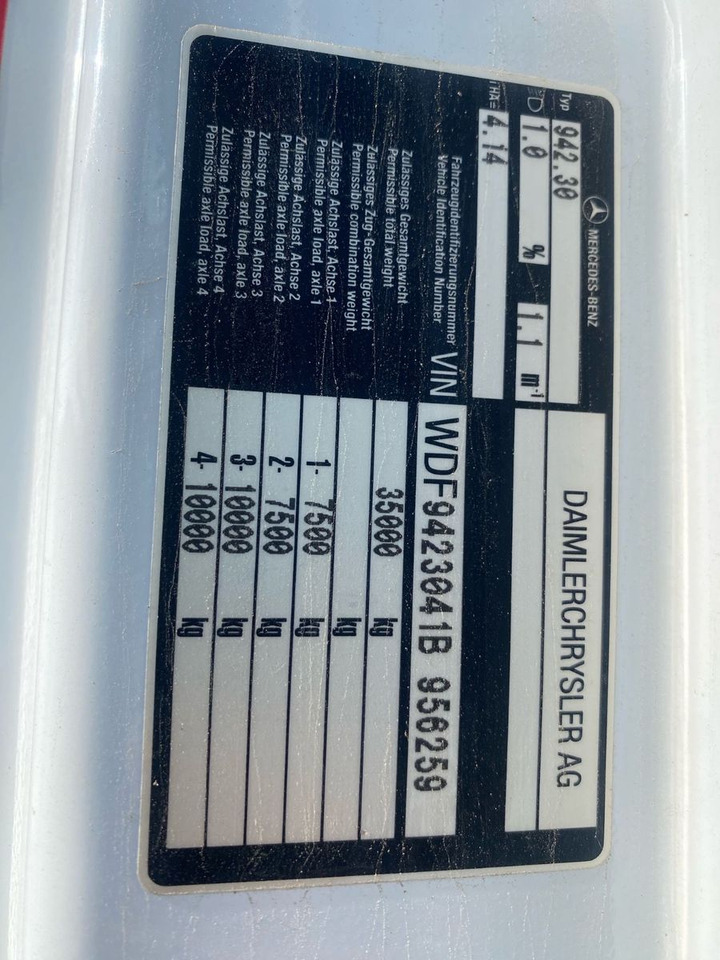 MERCEDES-BENZ
DAIMLERCHRYSLER AG
Typ 942.30
1.0 % 1.1 m-1
i HA= 4.14
Fahrzeugidentifizierungsnummer
Vehicle Identification Number
VIN WDF9423041B 956259
Zulässiges Gesamtgewicht
Permissible total weight
35000 kg
Zulässiges Zug-Gesamtgewicht
Permissible combination weight
kg
Zulässige Achslast, Achse 1
Permissible axle load, axle 1
1- 7500 kg
Zulässige Achslast, Achse 2
Permissible axle load, axle 2
2- 7500 kg
Zulässige Achslast, Achse 3
Permissible axle load, axle 3
3- 10000 kg
Zulässige Achslast, Achse 4
Permissible axle load, axle 4
4- 10000 kg